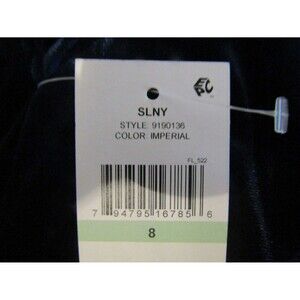 SLNY
STYLE: 9190136
COLOR: IMPERIAL
FL_522
7 94795 16785 6
8